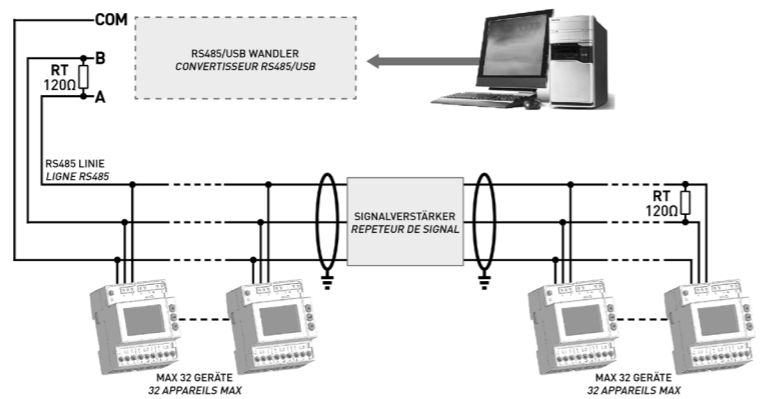 COM
RS485/USB WANDLER
CONVERTISSEUR RS485/USB
B
RT
120Ω
A
RS485 LINIE
LIGNE RS485
SIGNALVERSTÄRKER
REPETEUR DE SIGNAL
RT
120Ω
MAX 32 GERÄTE
32 APPAREILS MAX
MAX 32 GERÄTE
32 APPAREILS MAX